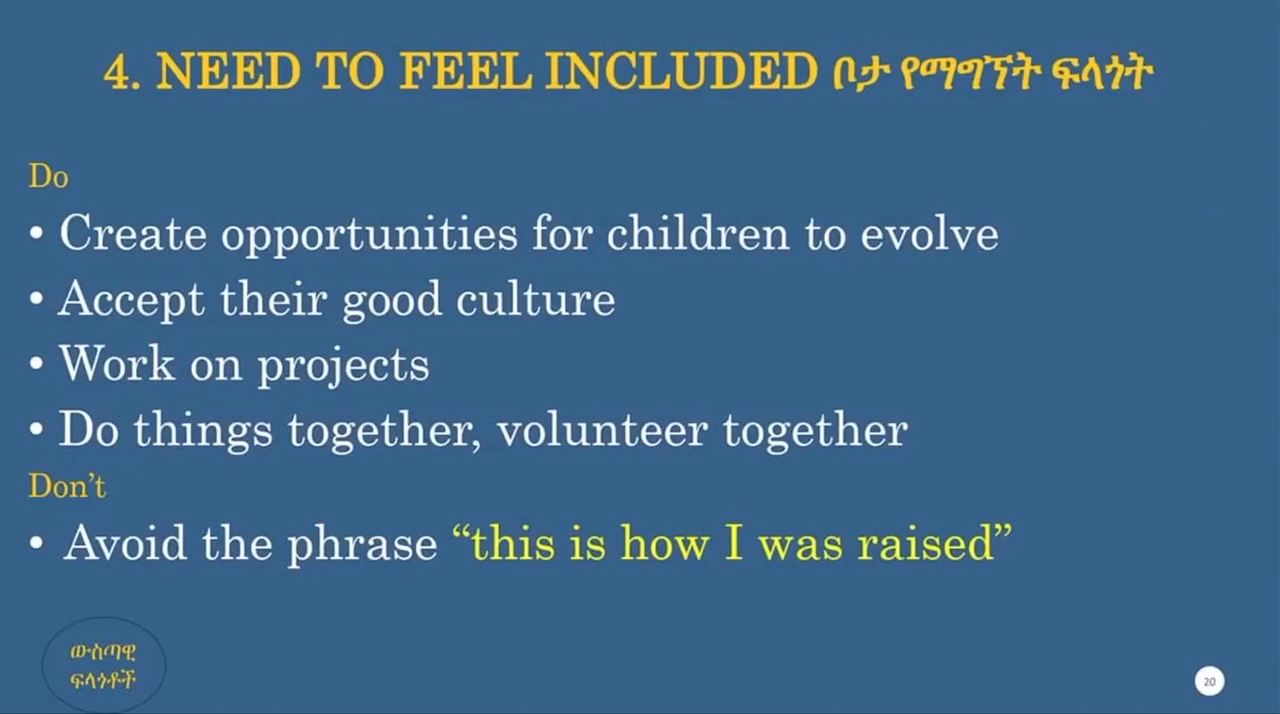 4. NEED TO FEEL INCLUDED ቦታ የማግኘት ፍላጎት
Do
• Create opportunities for children to evolve
• Accept their good culture
• Work on projects
• Do things together, volunteer together
Don’t
• Avoid the phrase “this is how I was raised”
ውስጣዊ
ፍላጎቶች
20